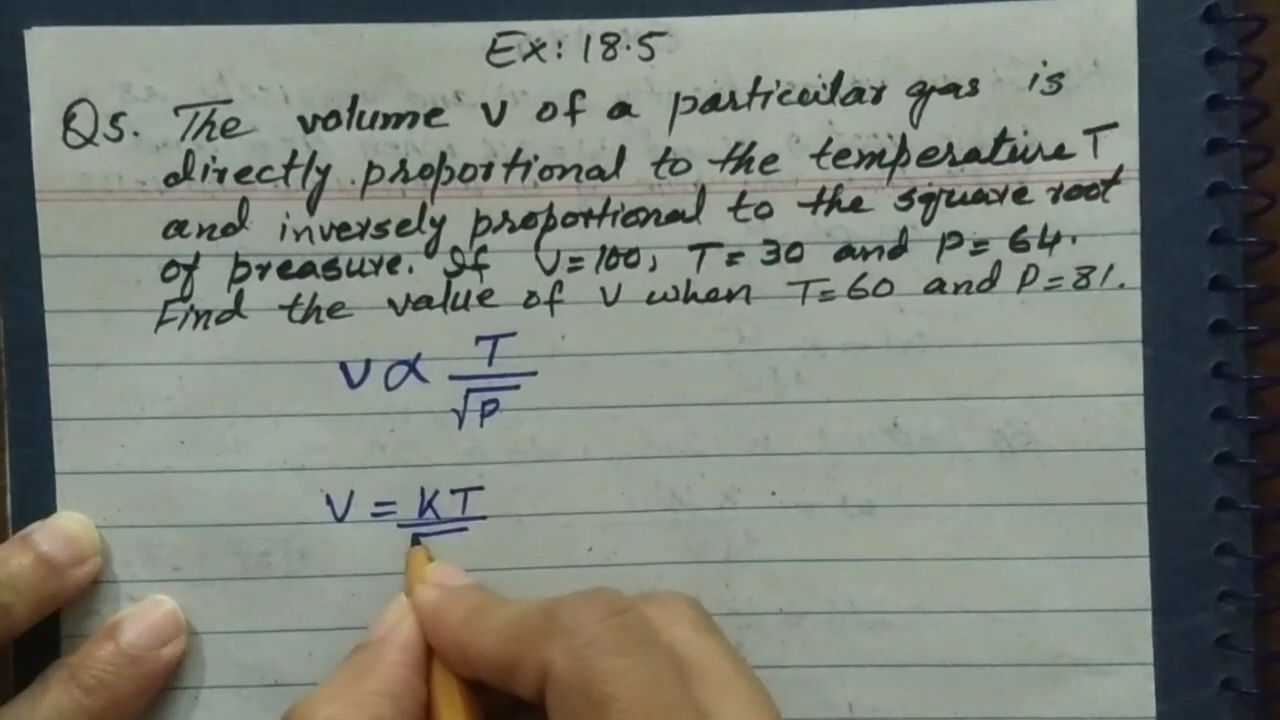 Ex: 18.5
Q5. The volume V of a particular gas is
directly proportional to the temperature T
and inversely proportional to the square root
of preasure. If V=100, T=30 and P=64.
Find the value of V when T=60 and P=81.
V ∝ T/√P
V = KT/√